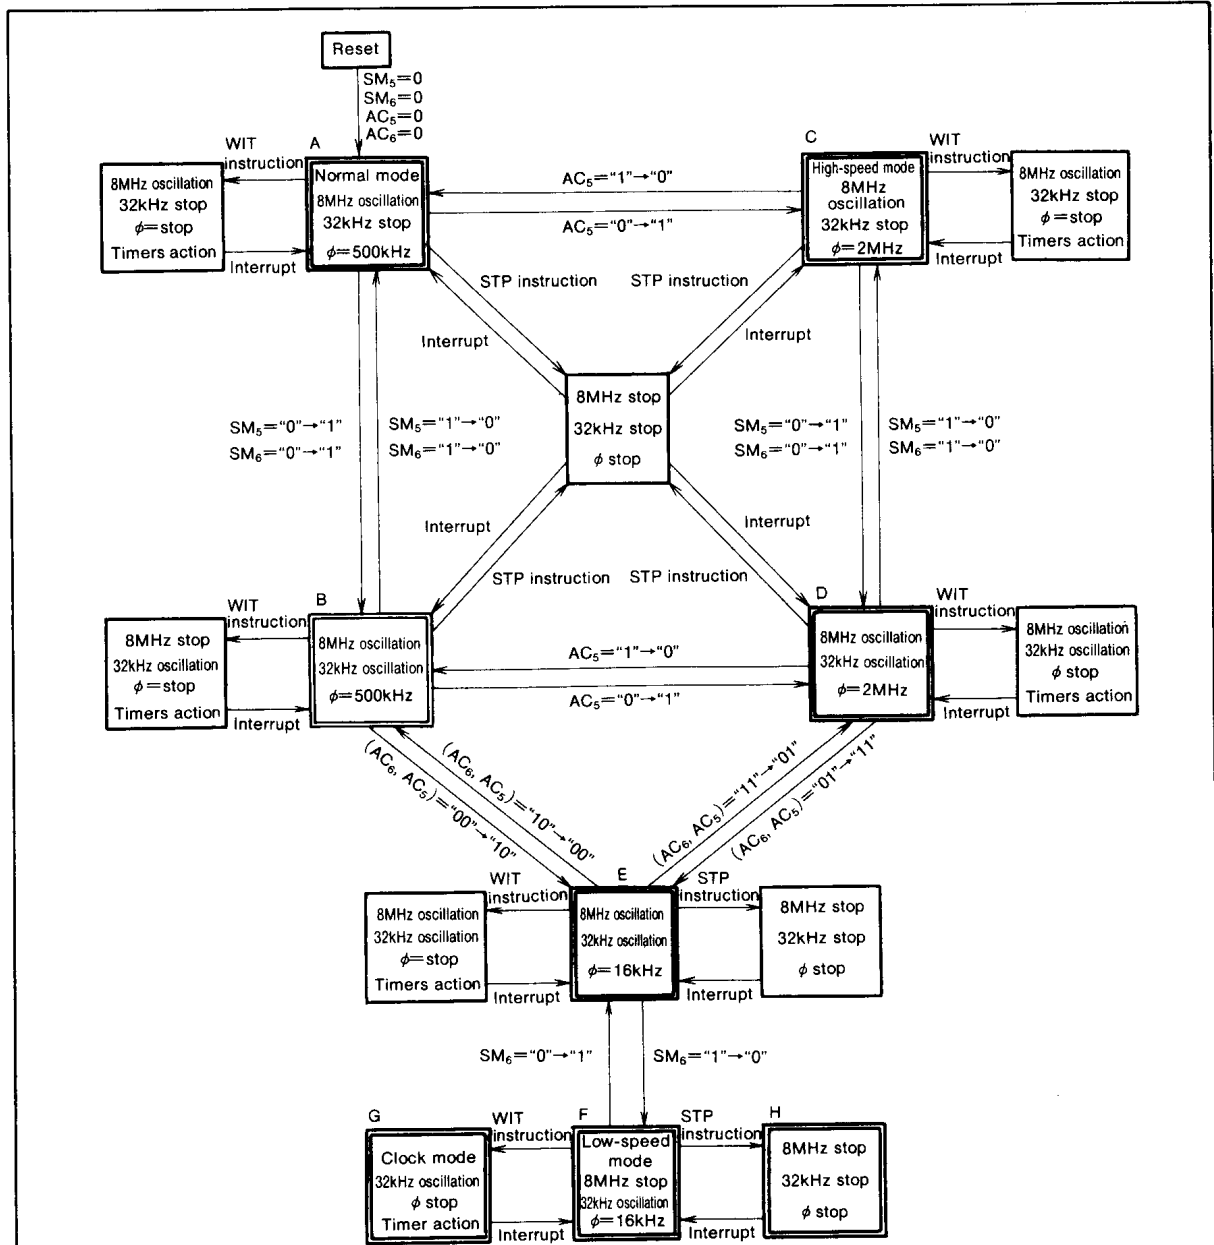 Reset
SM5=0
SM6=0
AC5=0
AC6=0
A
WIT
instruction
8MHz oscillation
32kHz stop
φ=stop
Timers action
Interrupt
Normal mode
8MHz oscillation
32kHz stop
φ=500kHz
AC5="1"→"0"
AC5="0"→"1"
C
High-speed mode
8MHz
oscillation
32kHz stop
φ=2MHz
WIT
instruction
Interrupt
8MHz oscillation
32kHz stop
φ=stop
Timers action
STP instruction
STP instruction
Interrupt
Interrupt
8MHz stop
32kHz stop
φ stop
SM5="0"→"1"
SM6="0"→"1"
SM5="1"→"0"
SM6="1"→"0"
SM5="0"→"1"
SM6="0"→"1"
SM5="1"→"0"
SM6="1"→"0"
Interrupt
Interrupt
STP instruction
STP instruction
B
WIT
instruction
8MHz stop
32kHz oscillation
φ=stop
Timers action
Interrupt
8MHz oscillation
32kHz oscillation
φ=500kHz
AC5="1"→"0"
AC5="0"→"1"
D
8MHz oscillation
32kHz oscillation
φ=2MHz
WIT
instruction
Interrupt
8MHz oscillation
32kHz oscillation
φ stop
Timers action
(AC6, AC5)="00"→"10"
(AC6, AC5)="10"→"00"
(AC6, AC5)="11"→"01"
(AC6, AC5)="01"→"11"
E
WIT
instruction
8MHz oscillation
32kHz oscillation
φ=stop
Timers action
Interrupt
8MHz oscillation
32kHz oscillation
φ=16kHz
STP
instruction
Interrupt
8MHz stop
32kHz stop
φ stop
SM6="0"→"1"
SM6="1"→"0"
G
WIT
instruction
Clock mode
32kHz oscillation
φ stop
Timer action
Interrupt
F
Low-speed
mode
8MHz stop
32kHz oscillation
φ=16kHz
STP
instruction
Interrupt
H
8MHz stop
32kHz stop
φ stop